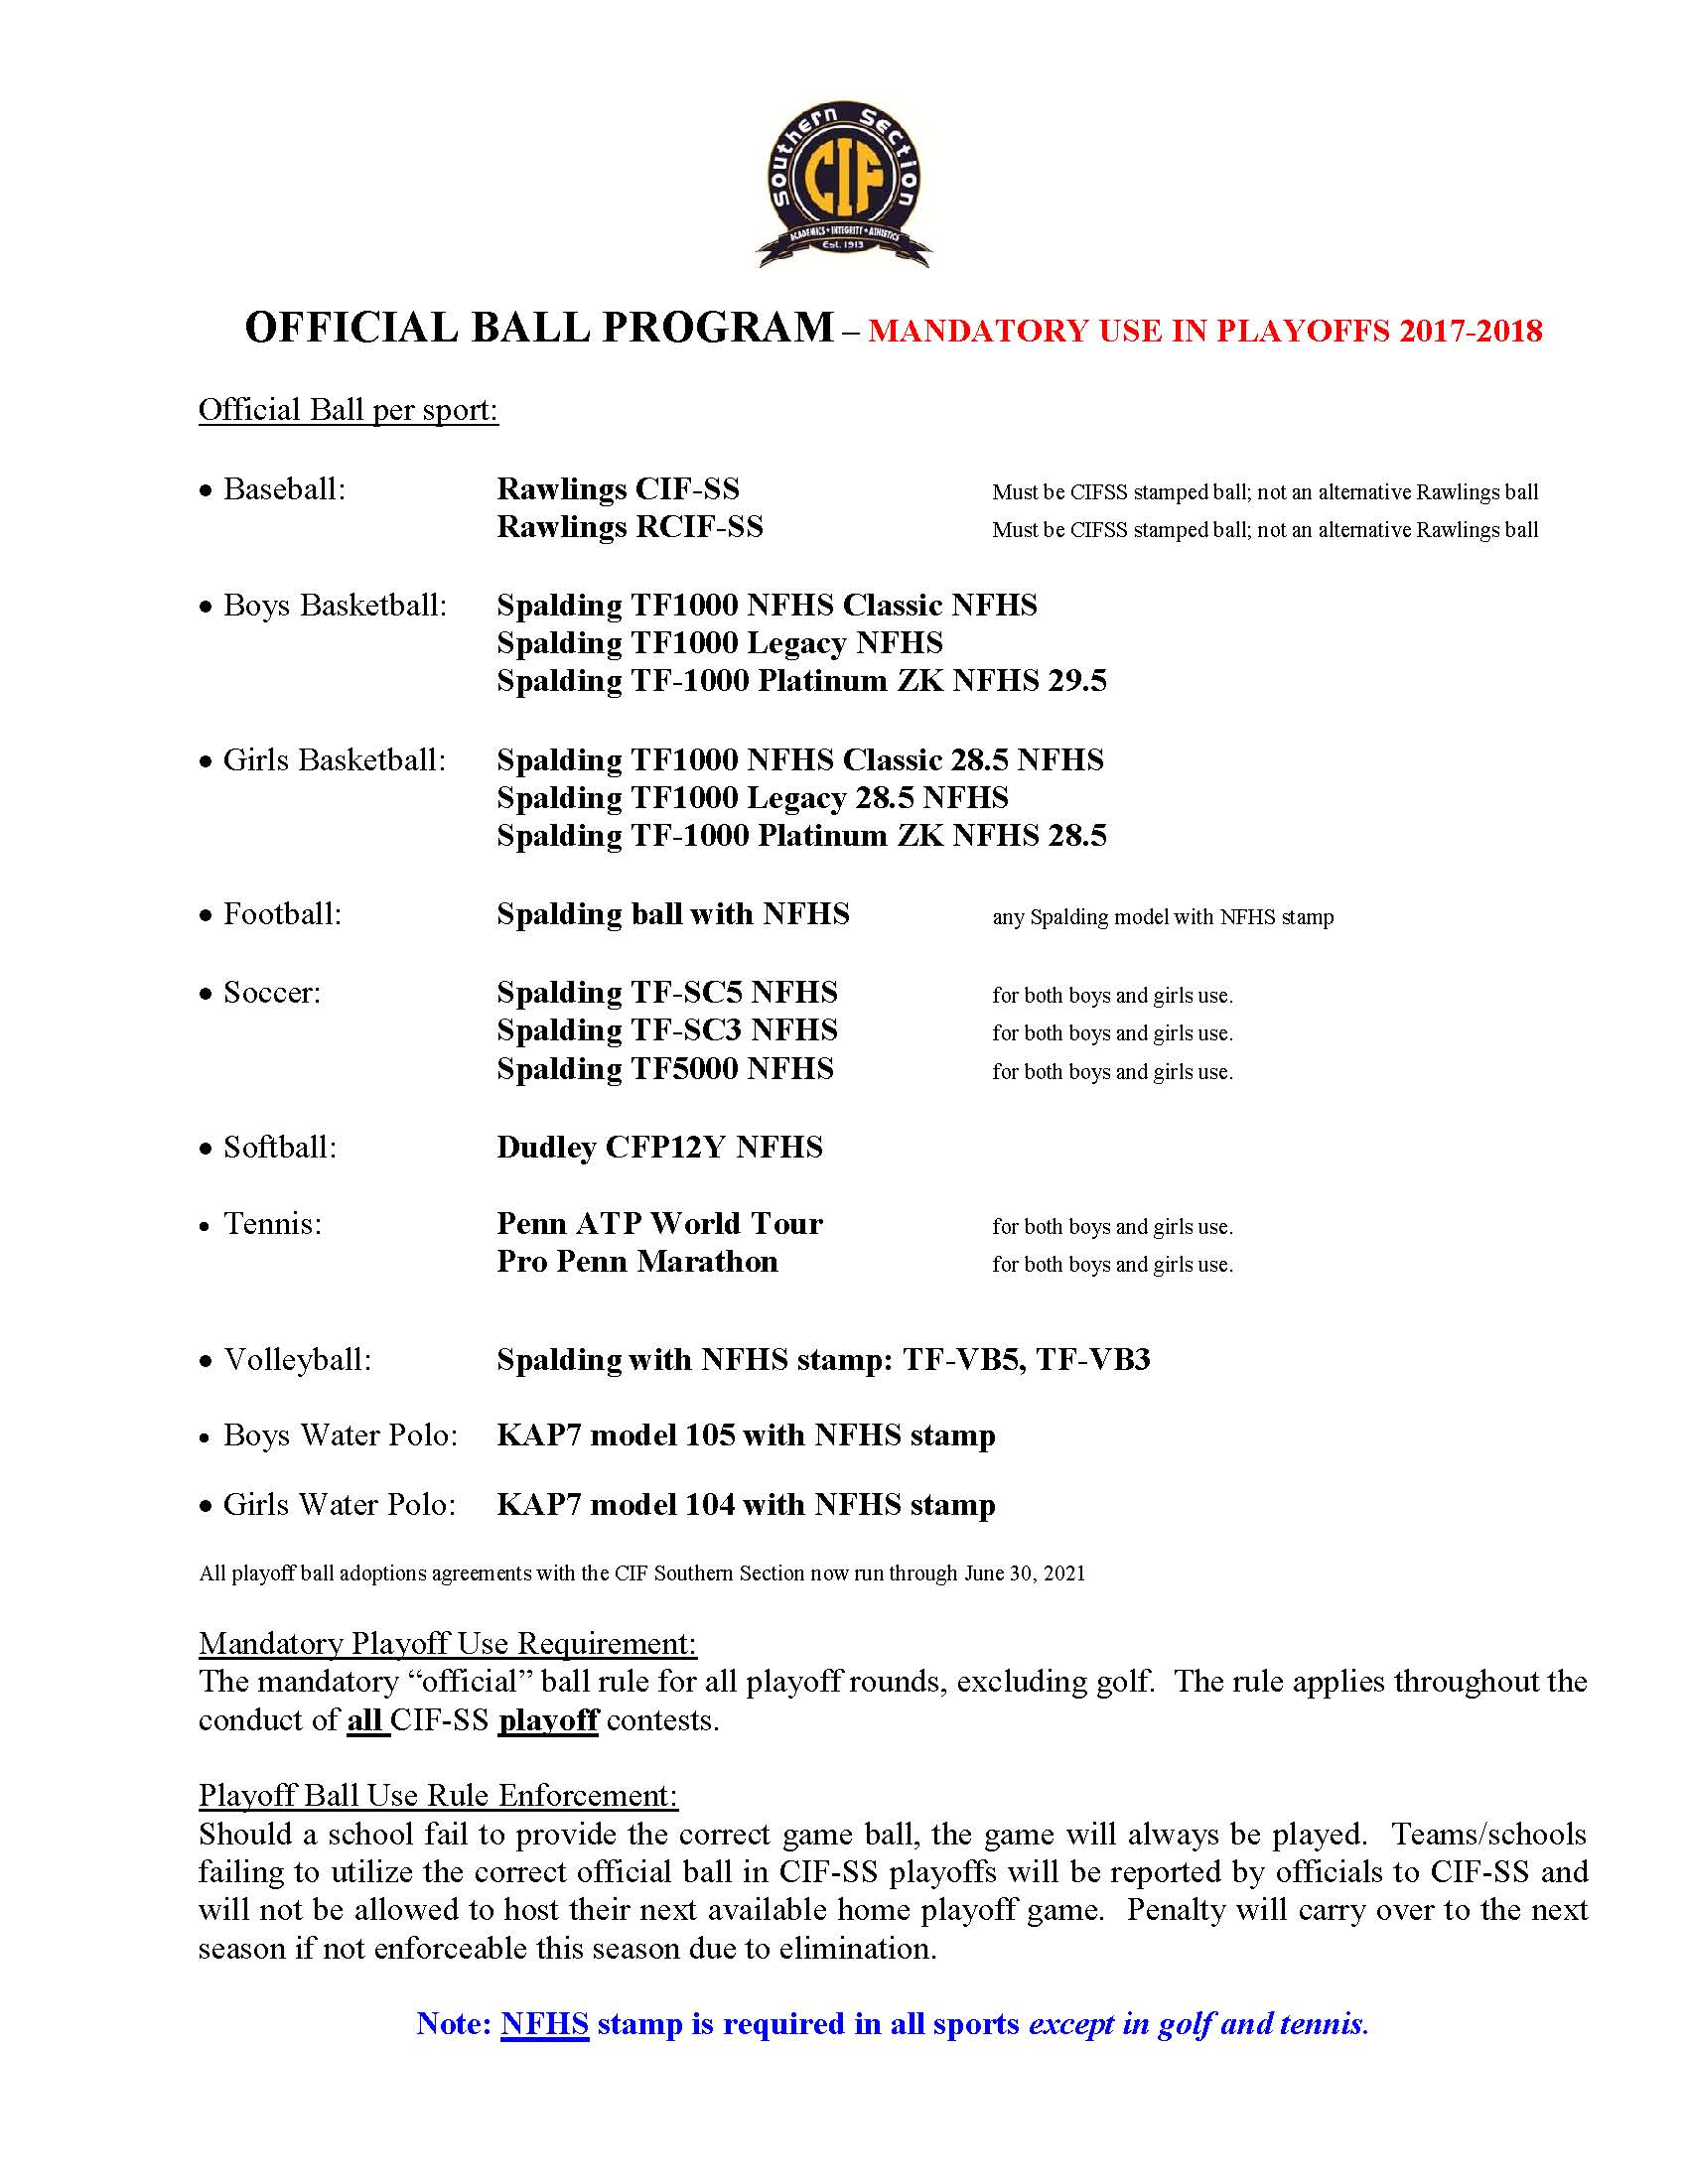 Southern Section
CIF
ACADEMICS • INTEGRITY • ATHLETICS
Est. 1913
OFFICIAL BALL PROGRAM – MANDATORY USE IN PLAYOFFS 2017-2018
Official Ball per sport:
• Baseball: Rawlings CIF-SS Must be CIFSS stamped ball; not an alternative Rawlings ball
Rawlings RCIF-SS Must be CIFSS stamped ball; not an alternative Rawlings ball
• Boys Basketball: Spalding TF1000 NFHS Classic NFHS
Spalding TF1000 Legacy NFHS
Spalding TF-1000 Platinum ZK NFHS 29.5
• Girls Basketball: Spalding TF1000 NFHS Classic 28.5 NFHS
Spalding TF1000 Legacy 28.5 NFHS
Spalding TF-1000 Platinum ZK NFHS 28.5
• Football: Spalding ball with NFHS any Spalding model with NFHS stamp
• Soccer: Spalding TF-SC5 NFHS for both boys and girls use.
Spalding TF-SC3 NFHS for both boys and girls use.
Spalding TF5000 NFHS for both boys and girls use.
• Softball: Dudley CFP12Y NFHS
• Tennis: Penn ATP World Tour for both boys and girls use.
Pro Penn Marathon for both boys and girls use.
• Volleyball: Spalding with NFHS stamp: TF-VB5, TF-VB3
• Boys Water Polo: KAP7 model 105 with NFHS stamp
• Girls Water Polo: KAP7 model 104 with NFHS stamp
All playoff ball adoptions agreements with the CIF Southern Section now run through June 30, 2021
Mandatory Playoff Use Requirement:
The mandatory “official” ball rule for all playoff rounds, excluding golf. The rule applies throughout the
conduct of all CIF-SS playoff contests.
Playoff Ball Use Rule Enforcement:
Should a school fail to provide the correct game ball, the game will always be played. Teams/schools
failing to utilize the correct official ball in CIF-SS playoffs will be reported by officials to CIF-SS and
will not be allowed to host their next available home playoff game. Penalty will carry over to the next
season if not enforceable this season due to elimination.
Note: NFHS stamp is required in all sports except in golf and tennis.